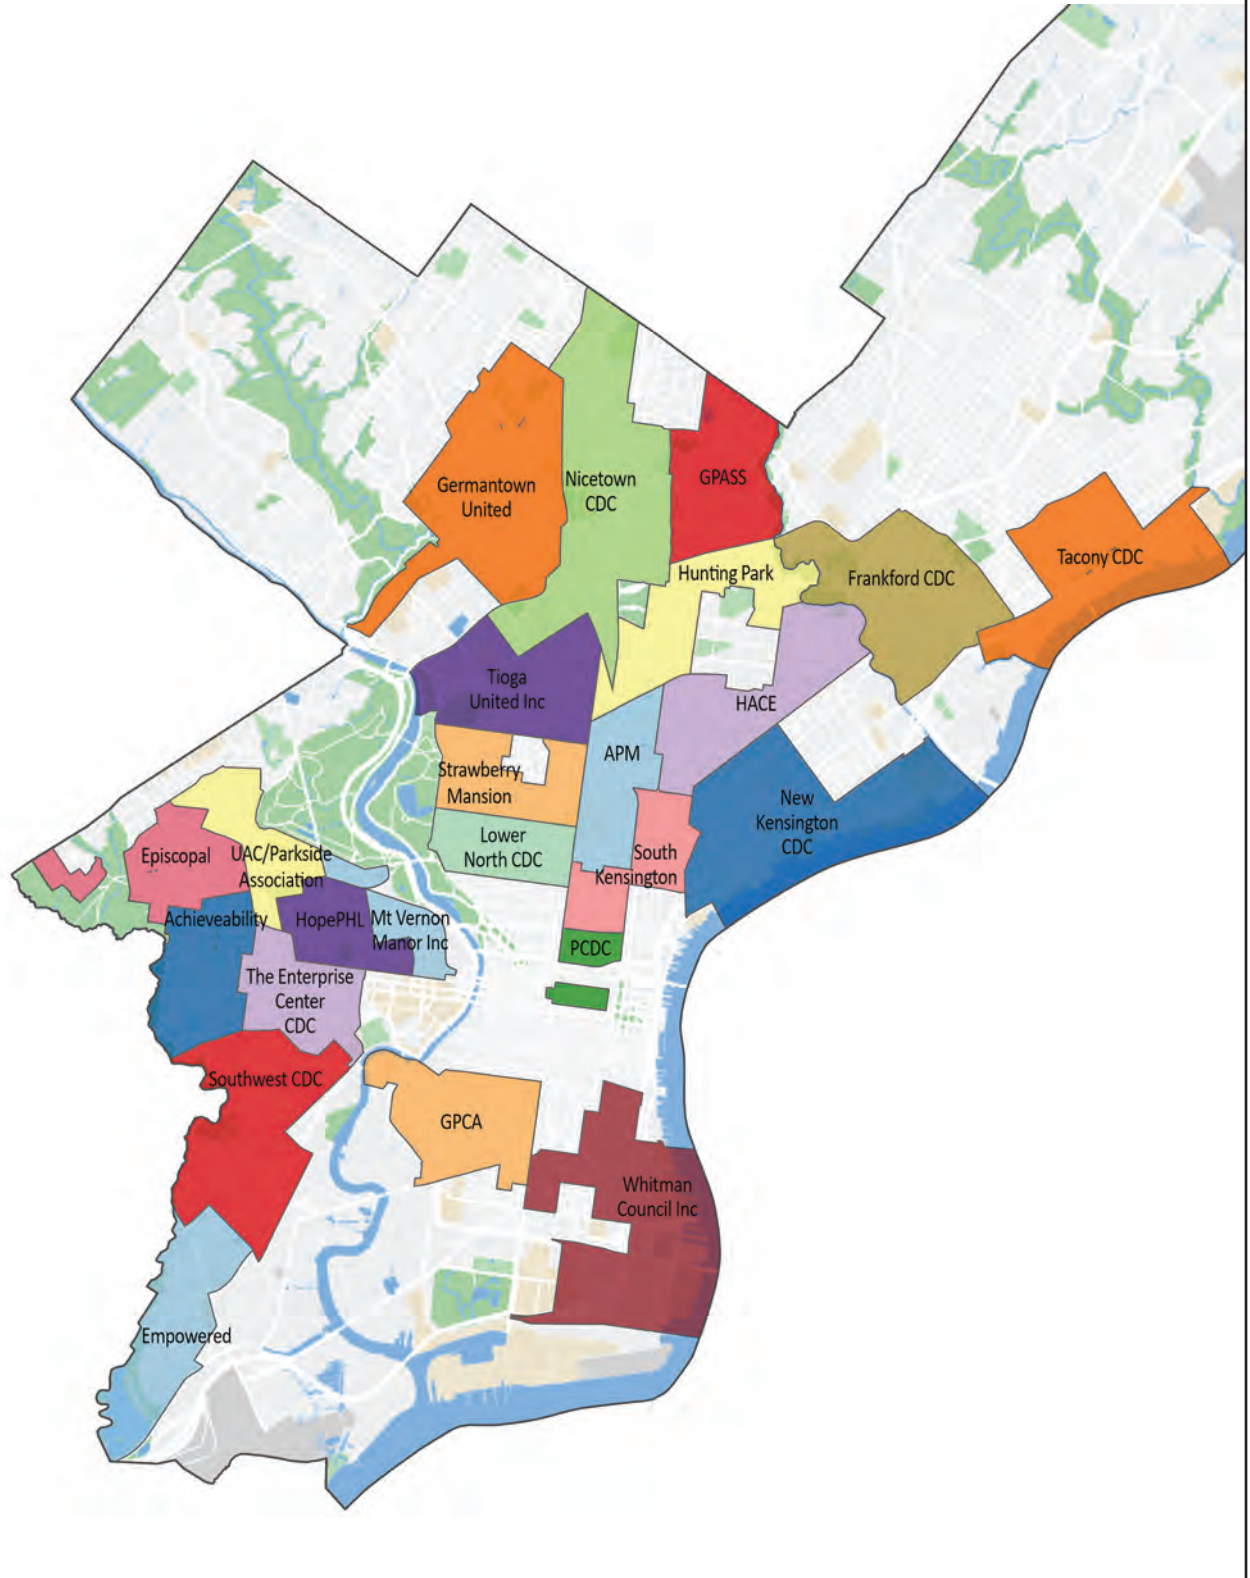 GPASS
Germantown
United
Nicetown
CDC
Hunting Park
Frankford CDC
Tacony CDC
Tioga
United Inc
HACE
APM
Strawberry
Mansion
New
Kensington
CDC
Lower
North CDC
South
Kensington
Episcopal
UAC/Parkside
Association
Achieveability
HopePHL
Mt Vernon
Manor Inc
PCDC
The Enterprise
Center
CDC
Southwest CDC
GPCA
Whitman
Council Inc
Empowered